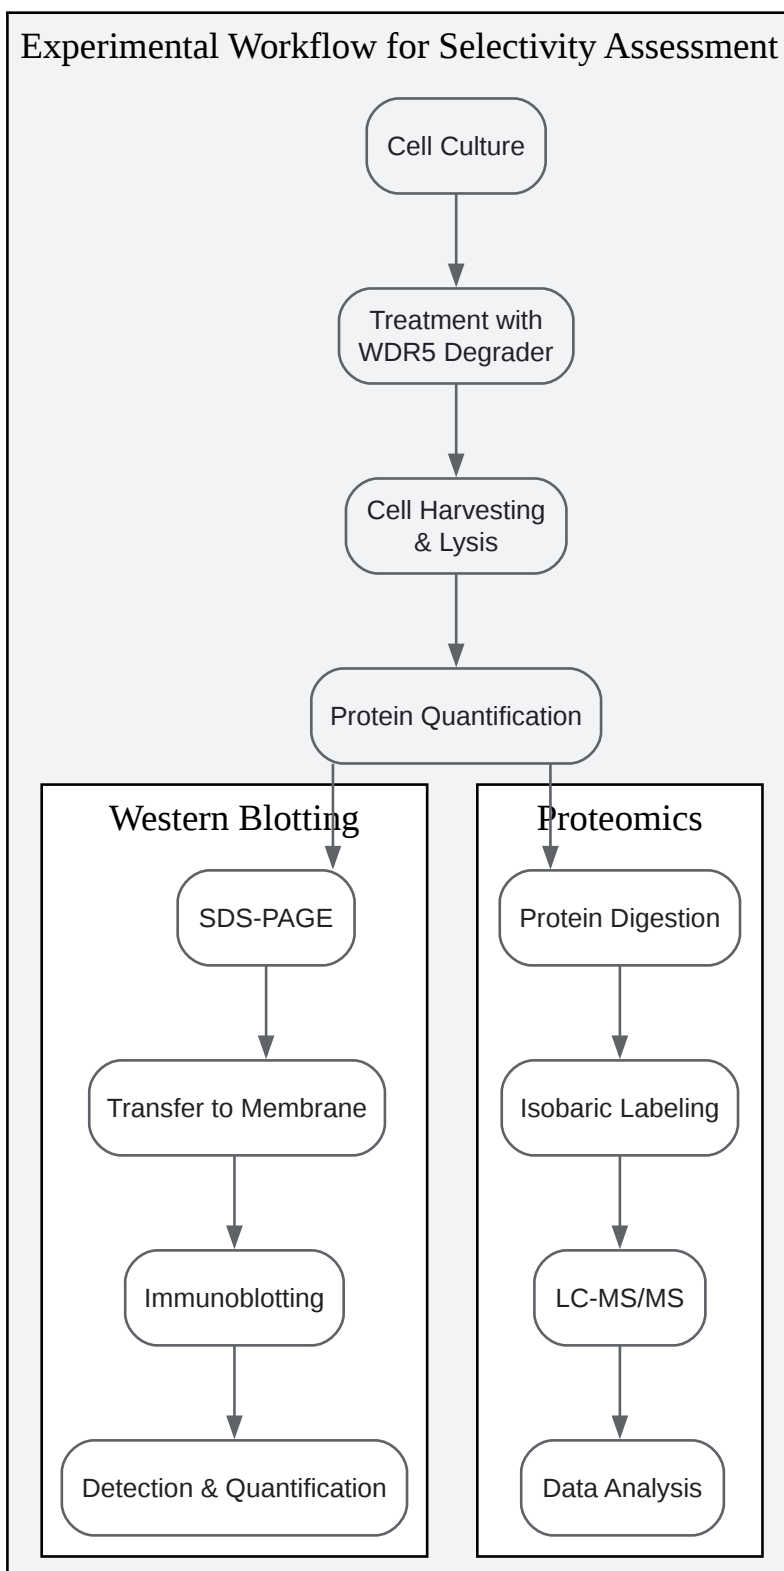 Experimental Workflow for Selectivity Assessment
Cell Culture
Treatment with
WDR5 Degrader
Cell Harvesting
& Lysis
Protein Quantification
Western Blotting
SDS-PAGE
Transfer to Membrane
Immunoblotting
Detection & Quantification
Proteomics
Protein Digestion
Isobaric Labeling
LC-MS/MS
Data Analysis